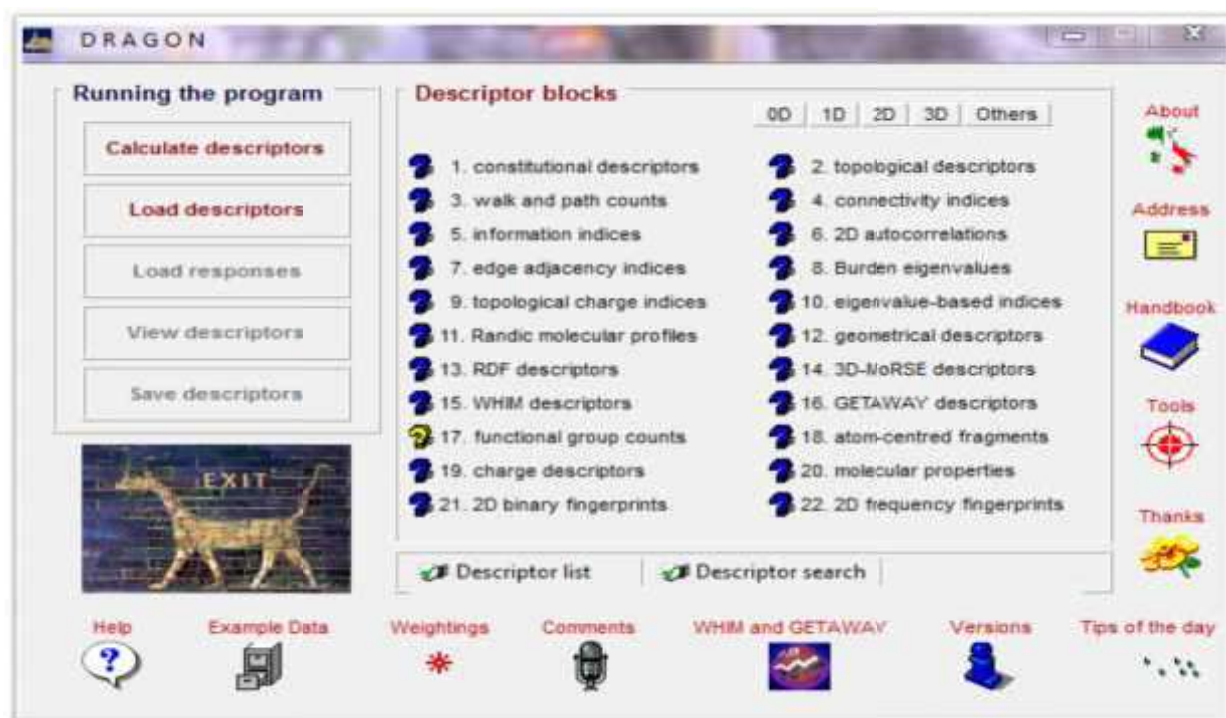 DRAGON
Running the program
Calculate descriptors
Load descriptors
Load responses
View descriptors
Save descriptors
EXIT
Descriptor blocks
0D 1D 2D 3D Others
1. constitutional descriptors
2. topological descriptors
3. walk and path counts
4. connectivity indices
5. information indices
6. 2D autocorrelations
7. edge adjacency indices
8. Burden eigenvalues
9. topological charge indices
10. eigenvalue-based indices
11. Randic molecular profiles
12. geometrical descriptors
13. RDF descriptors
14. 3D-MoRSE descriptors
15. WHIM descriptors
16. GETAWAY descriptors
17. functional group counts
18. atom-centred fragments
19. charge descriptors
20. molecular properties
21. 2D binary fingerprints
22. 2D frequency fingerprints
Descriptor list
Descriptor search
About
Address
Handbook
Tools
Thanks
Help
Example Data
Weightings
Comments
WHIM and GETAWAY
Versions
Tips of the day